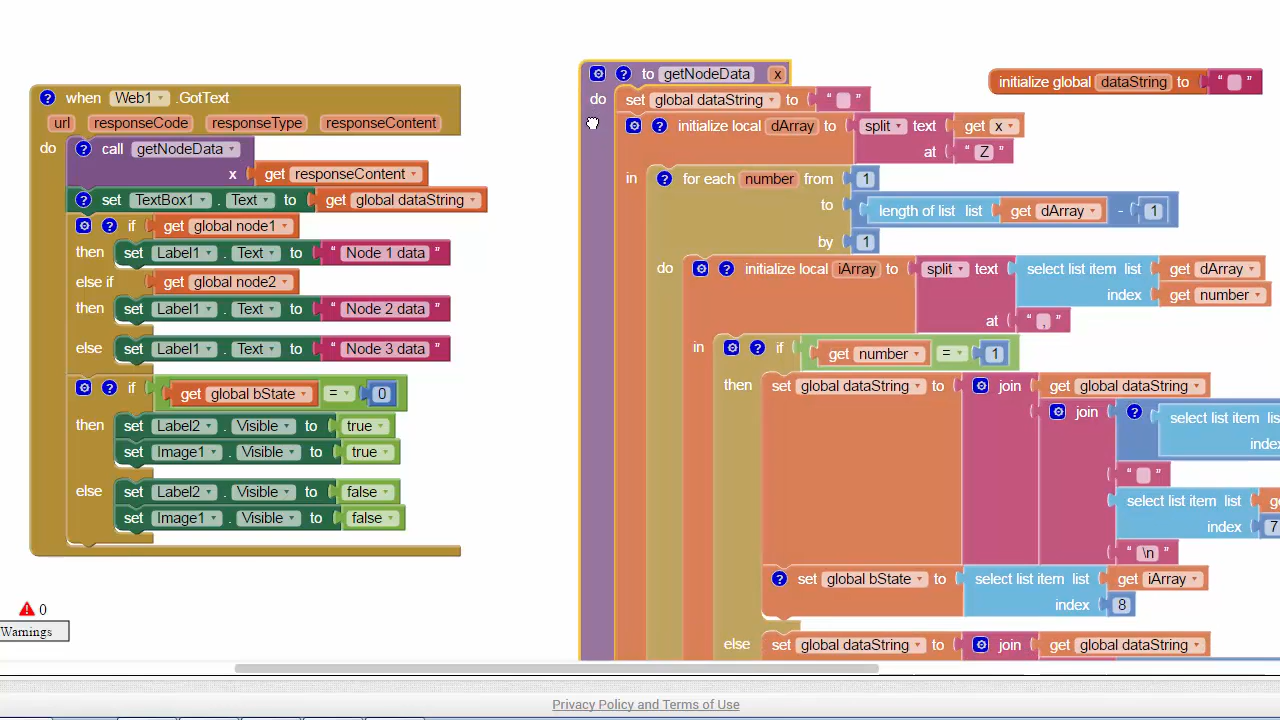 when Web1 .GotText
url responseCode responseType responseContent
do call getNodeData
x get responseContent
set TextBox1 . Text to get global dataString
if get global node1
then set Label1 . Text to " Node 1 data "
else if get global node2
then set Label1 . Text to " Node 2 data "
else set Label1 . Text to " Node 3 data "
if get global bState = 0
then set Label2 . Visible to true
set Image1 . Visible to true
else set Label2 . Visible to false
set Image1 . Visible to false
0
Warnings
to getNodeData x
do set global dataString to " "
initialize local dArray to split text get x
at " Z "
in for each number from 1
to length of list list get dArray - 1
by 1
do initialize local iArray to split text select list item list get dArray
index get number
at " , "
in if get number = 1
then set global dataString to join get global dataString
join select list item lis
index
" "
select list item list ge
index 7
" \n "
set global bState to select list item list get iArray
index 8
else set global dataString to join get global dataString
initialize global dataString to " "
Privacy Policy and Terms of Use